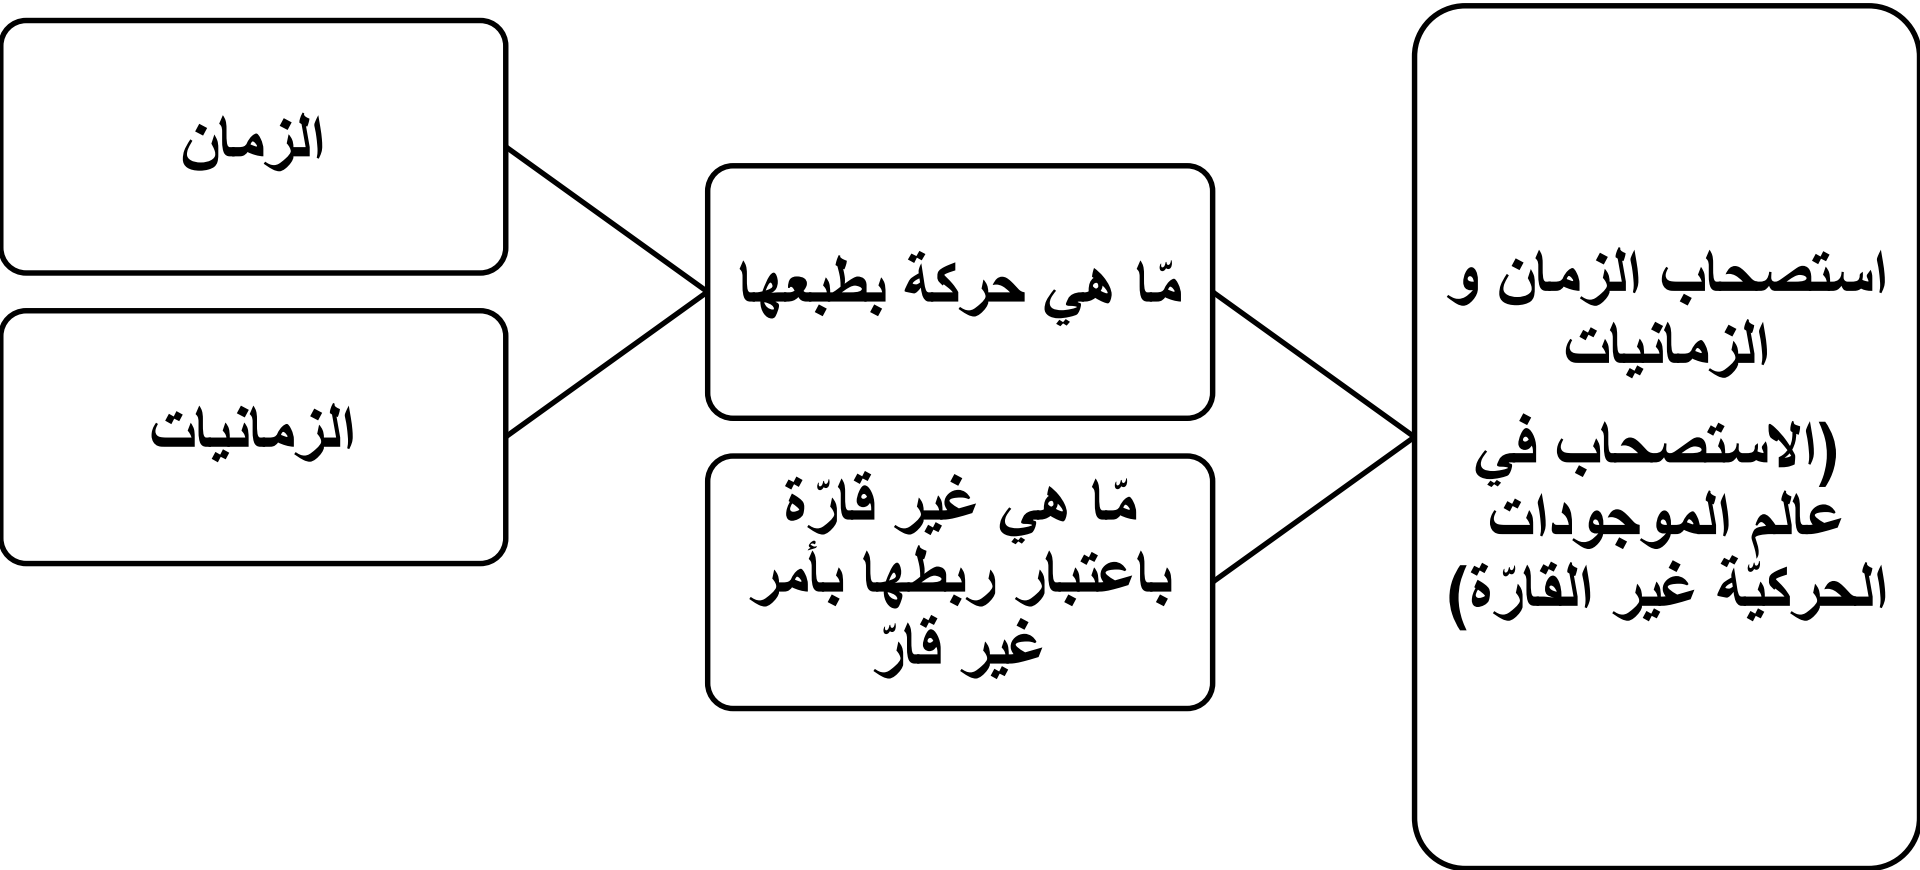 استصحاب الزمان و
الزمانيات
(الاستصحاب في
عالم الموجودات
الحركيّة غير القارّة)
مّا هي حركة بطبعها
الزمان
الزمانيات
مّا هي غير قارّة
باعتبار ربطها بأمر
غير قارّ